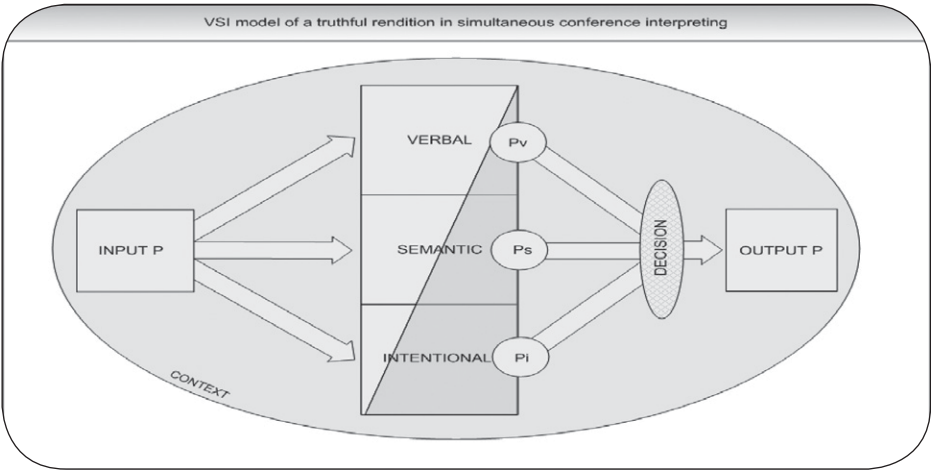 VSI model of a truthful rendition in simultaneous conference interpreting
VERBAL
Pv
INPUT P
SEMANTIC
Ps
DECISION
OUTPUT P
INTENTIONAL
Pi
CONTEXT